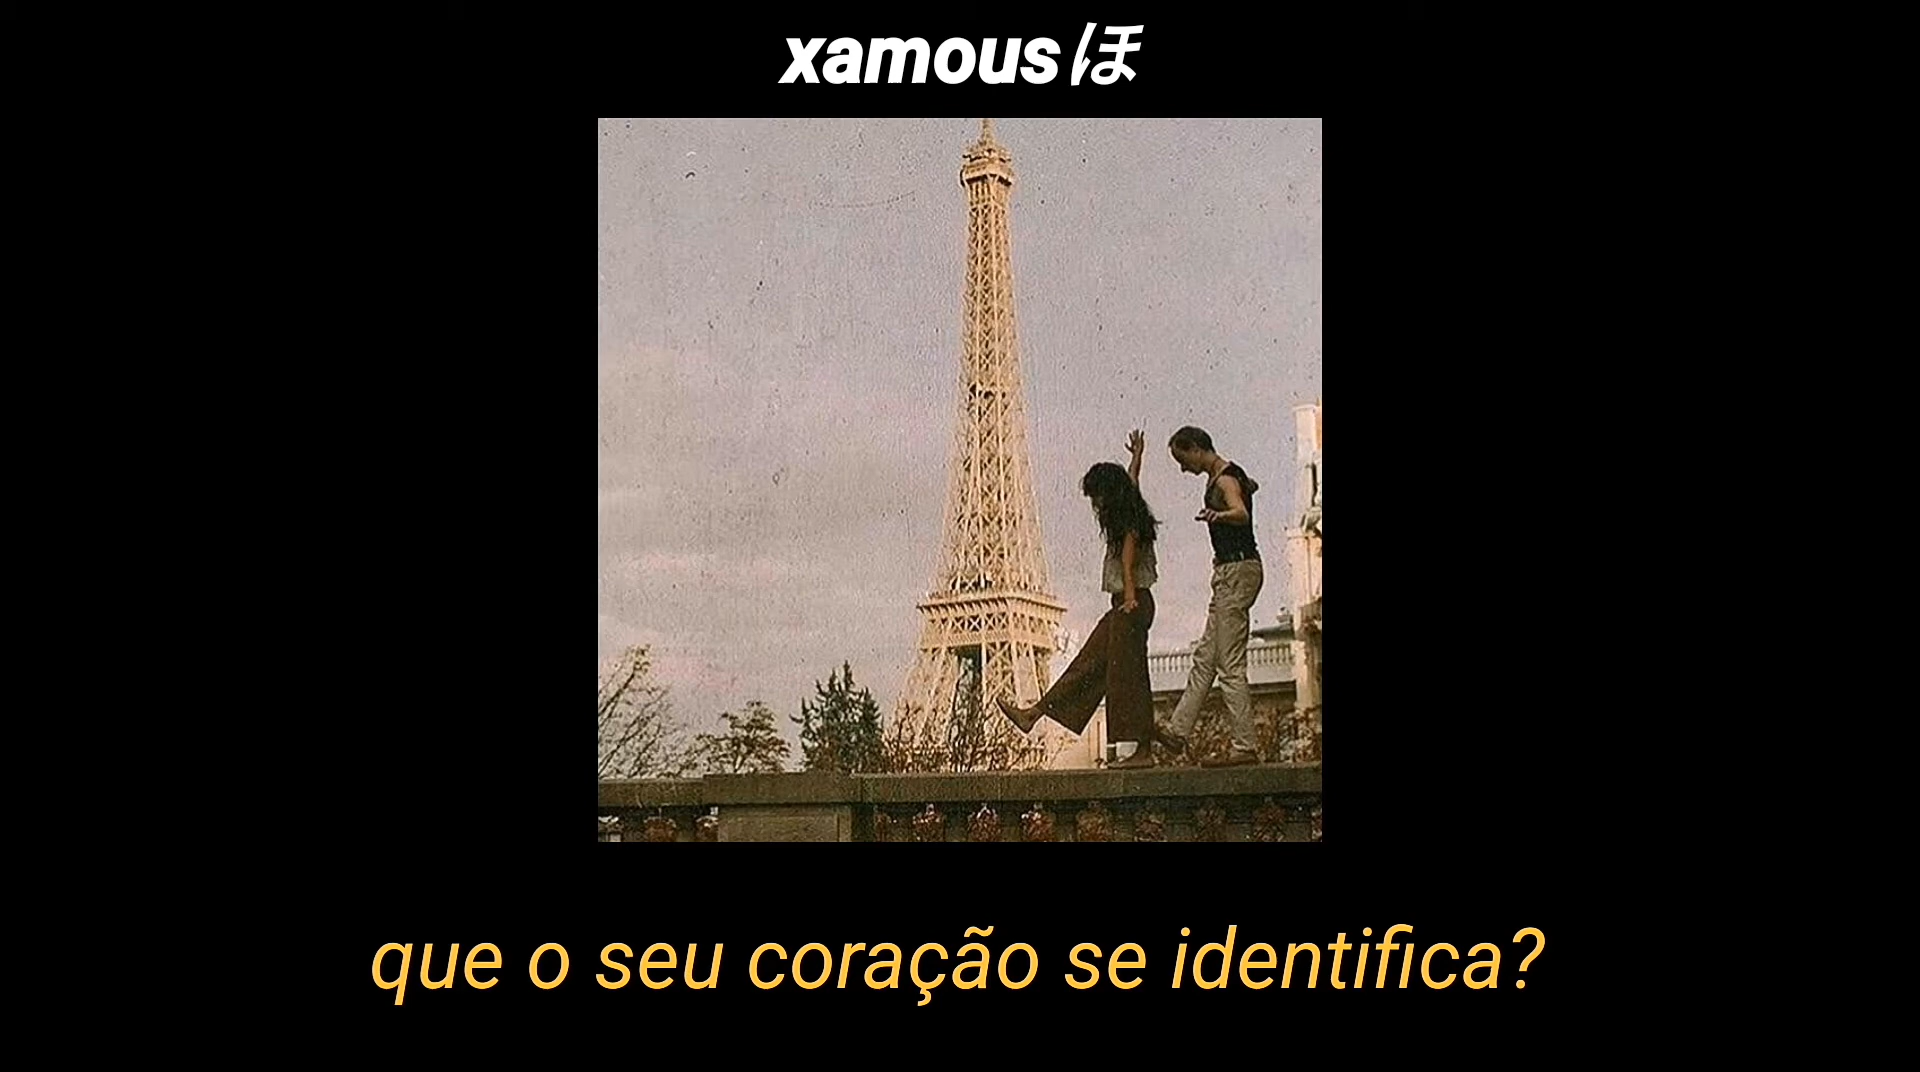 xamousほ
que o seu coração se identifica?